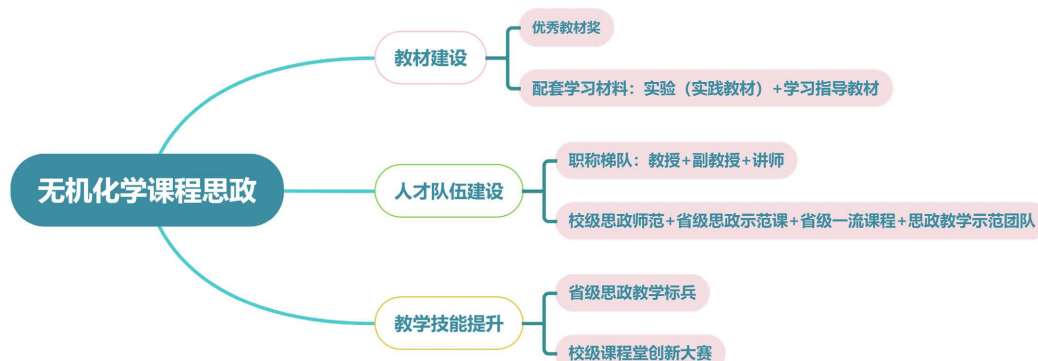 无机化学课程思政
教材建设
优秀教材奖
配套学习材料：实验（实践教材）+学习指导教材
人才队伍建设
职称梯队：教授+副教授+讲师
校级思政师范+省级思政示范课+省级一流课程+思政教学示范团队
教学技能提升
省级思政教学标兵
校级课程堂创新大赛